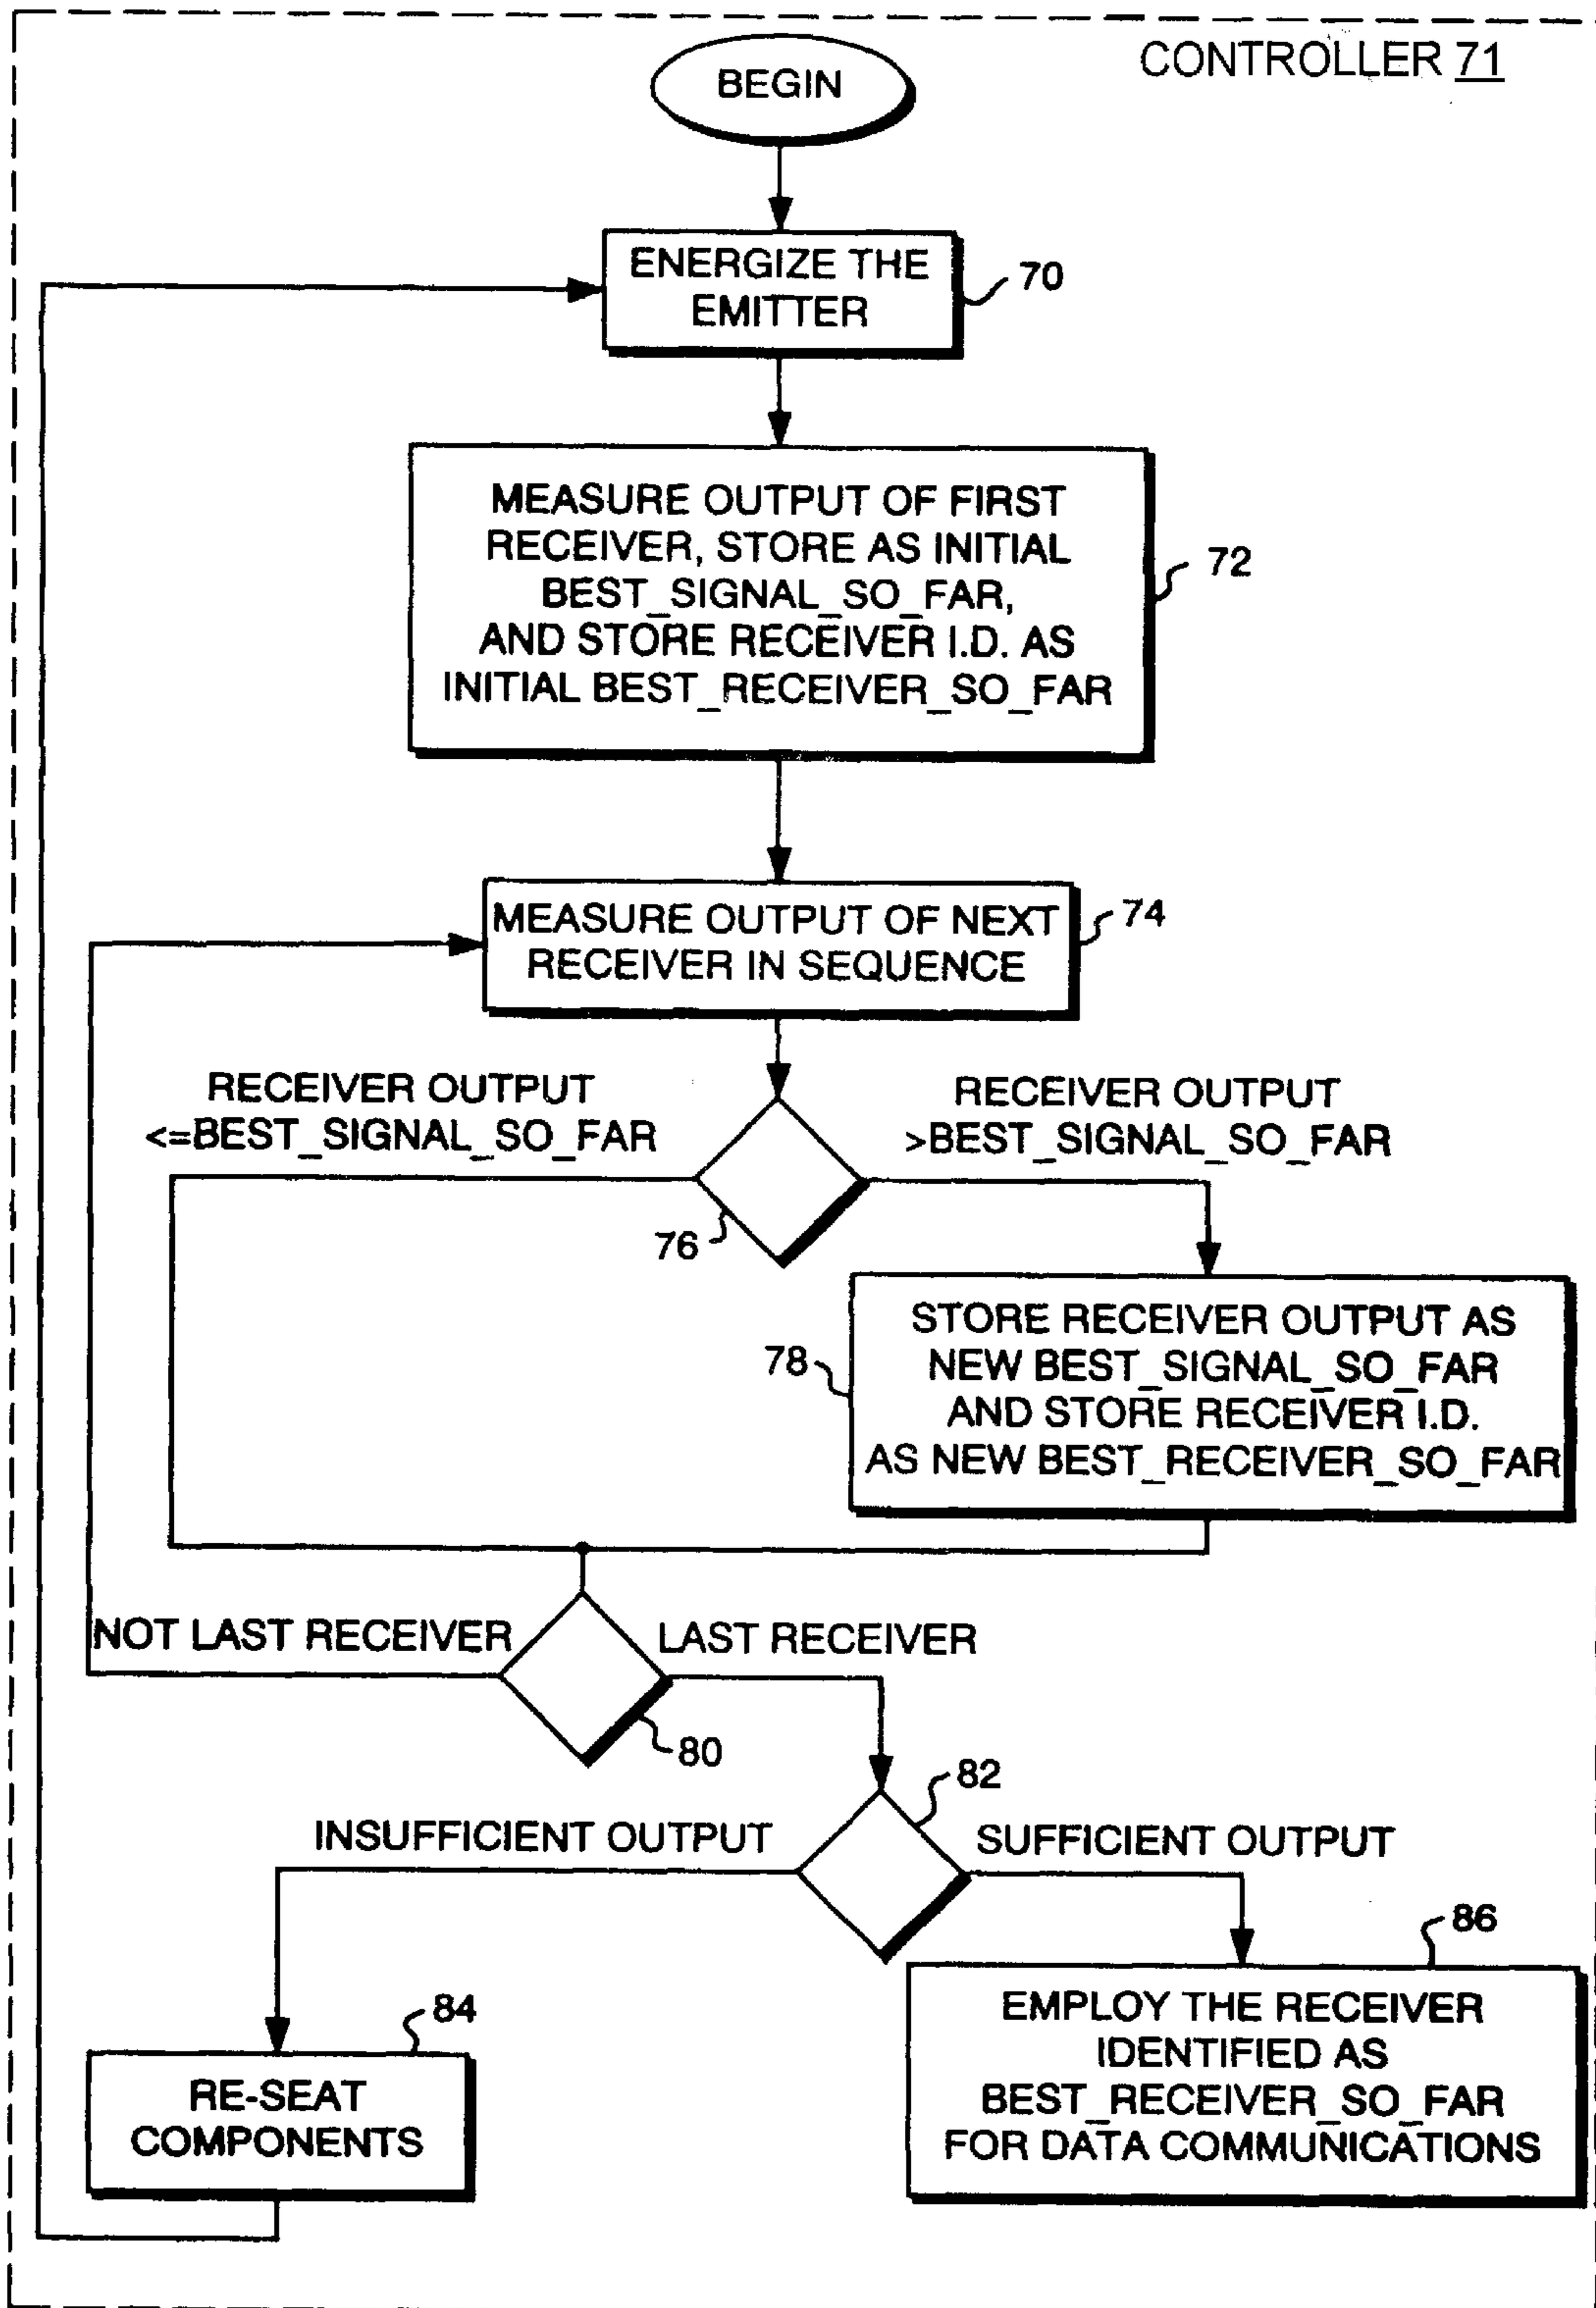 CONTROLLER 71
BEGIN
ENERGIZE THE
EMITTER
70
MEASURE OUTPUT OF FIRST
RECEIVER, STORE AS INITIAL
BEST_SIGNAL_SO_FAR,
AND STORE RECEIVER I.D. AS
INITIAL BEST_RECEIVER_SO_FAR
72
MEASURE OUTPUT OF NEXT
RECEIVER IN SEQUENCE
74
RECEIVER OUTPUT
<=BEST_SIGNAL_SO_FAR
RECEIVER OUTPUT
>BEST_SIGNAL_SO_FAR
76
STORE RECEIVER OUTPUT AS
NEW BEST_SIGNAL_SO_FAR
AND STORE RECEIVER I.D.
AS NEW BEST_RECEIVER_SO_FAR
78
NOT LAST RECEIVER
LAST RECEIVER
80
82
INSUFFICIENT OUTPUT
SUFFICIENT OUTPUT
84
RE-SEAT
COMPONENTS
86
EMPLOY THE RECEIVER
IDENTIFIED AS
BEST_RECEIVER_SO_FAR
FOR DATA COMMUNICATIONS